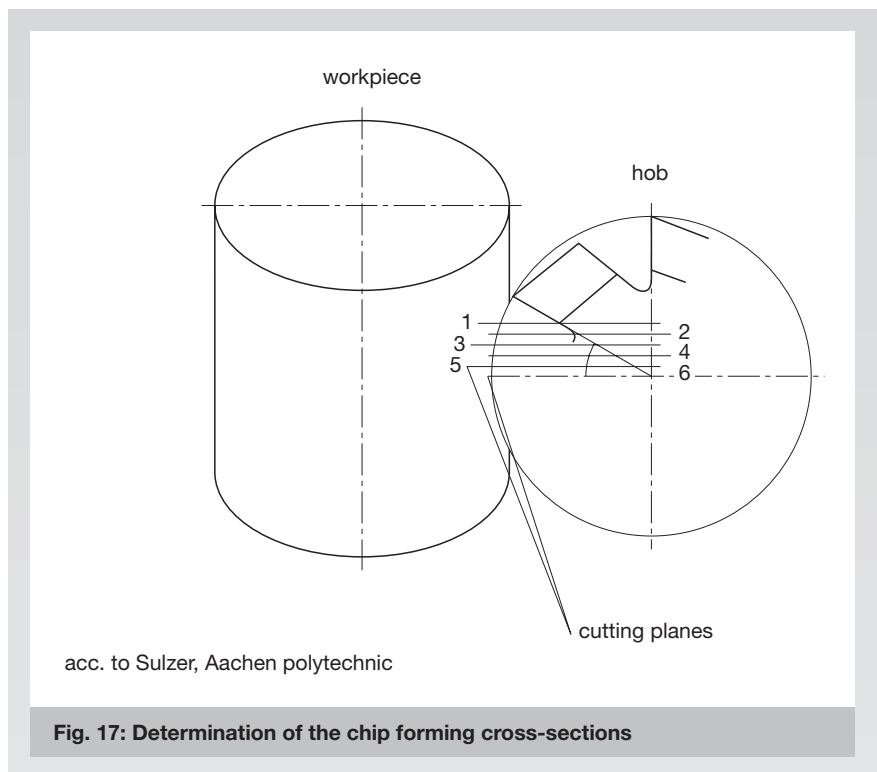 workpiece
hob
1
2
3
4
5
6
cutting planes
acc. to Sulzer, Aachen polytechnic
Fig. 17: Determination of the chip forming cross-sections